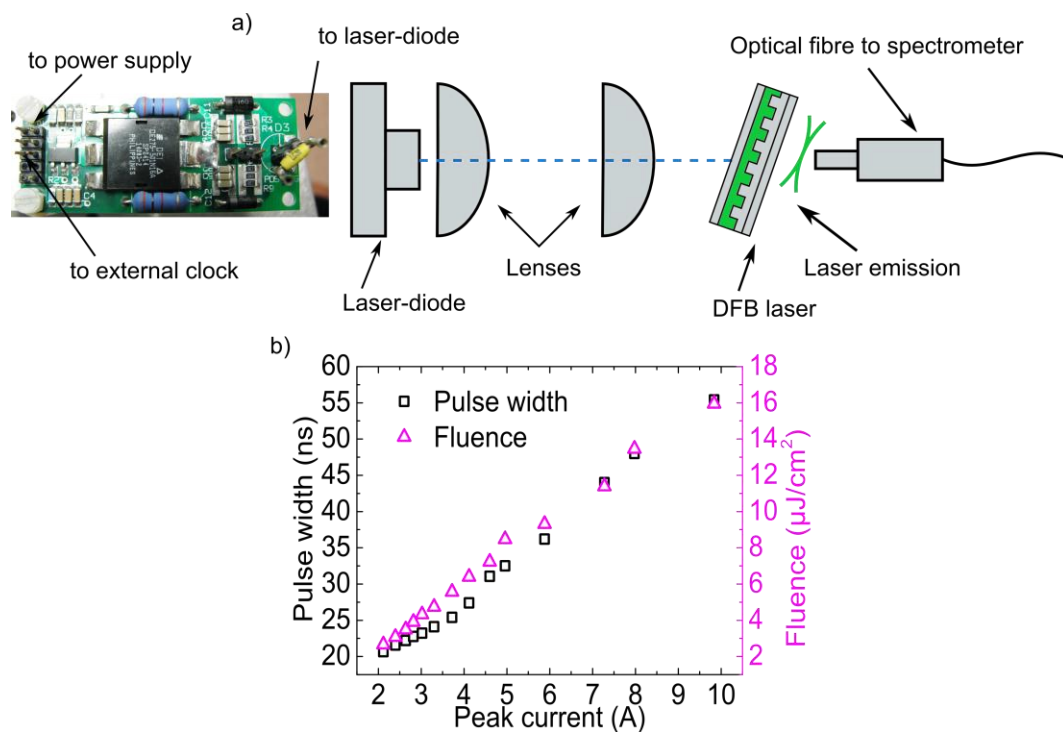 a)
to laser-diode
to power supply
Optical fibre to spectrometer
to external clock
Lenses
Laser-diode
Laser emission
DFB laser
b)
Pulse width
Fluence
Pulse width (ns)
60
55
50
45
40
35
30
25
20
Fluence (µJ/cm²)
18
16
14
12
10
8
6
4
2
2 3 4 5 6 7 8 9 10
Peak current (A)